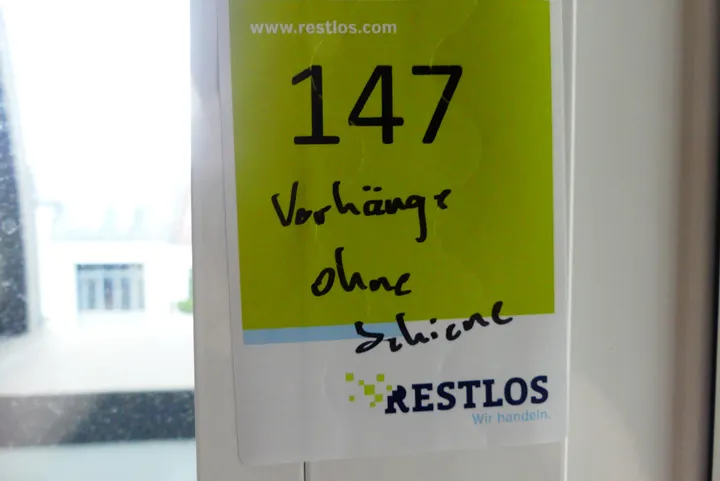 www.restlos.com
147
Vorhänge
ohne
Schiene
RESTLOS
Wir handeln.